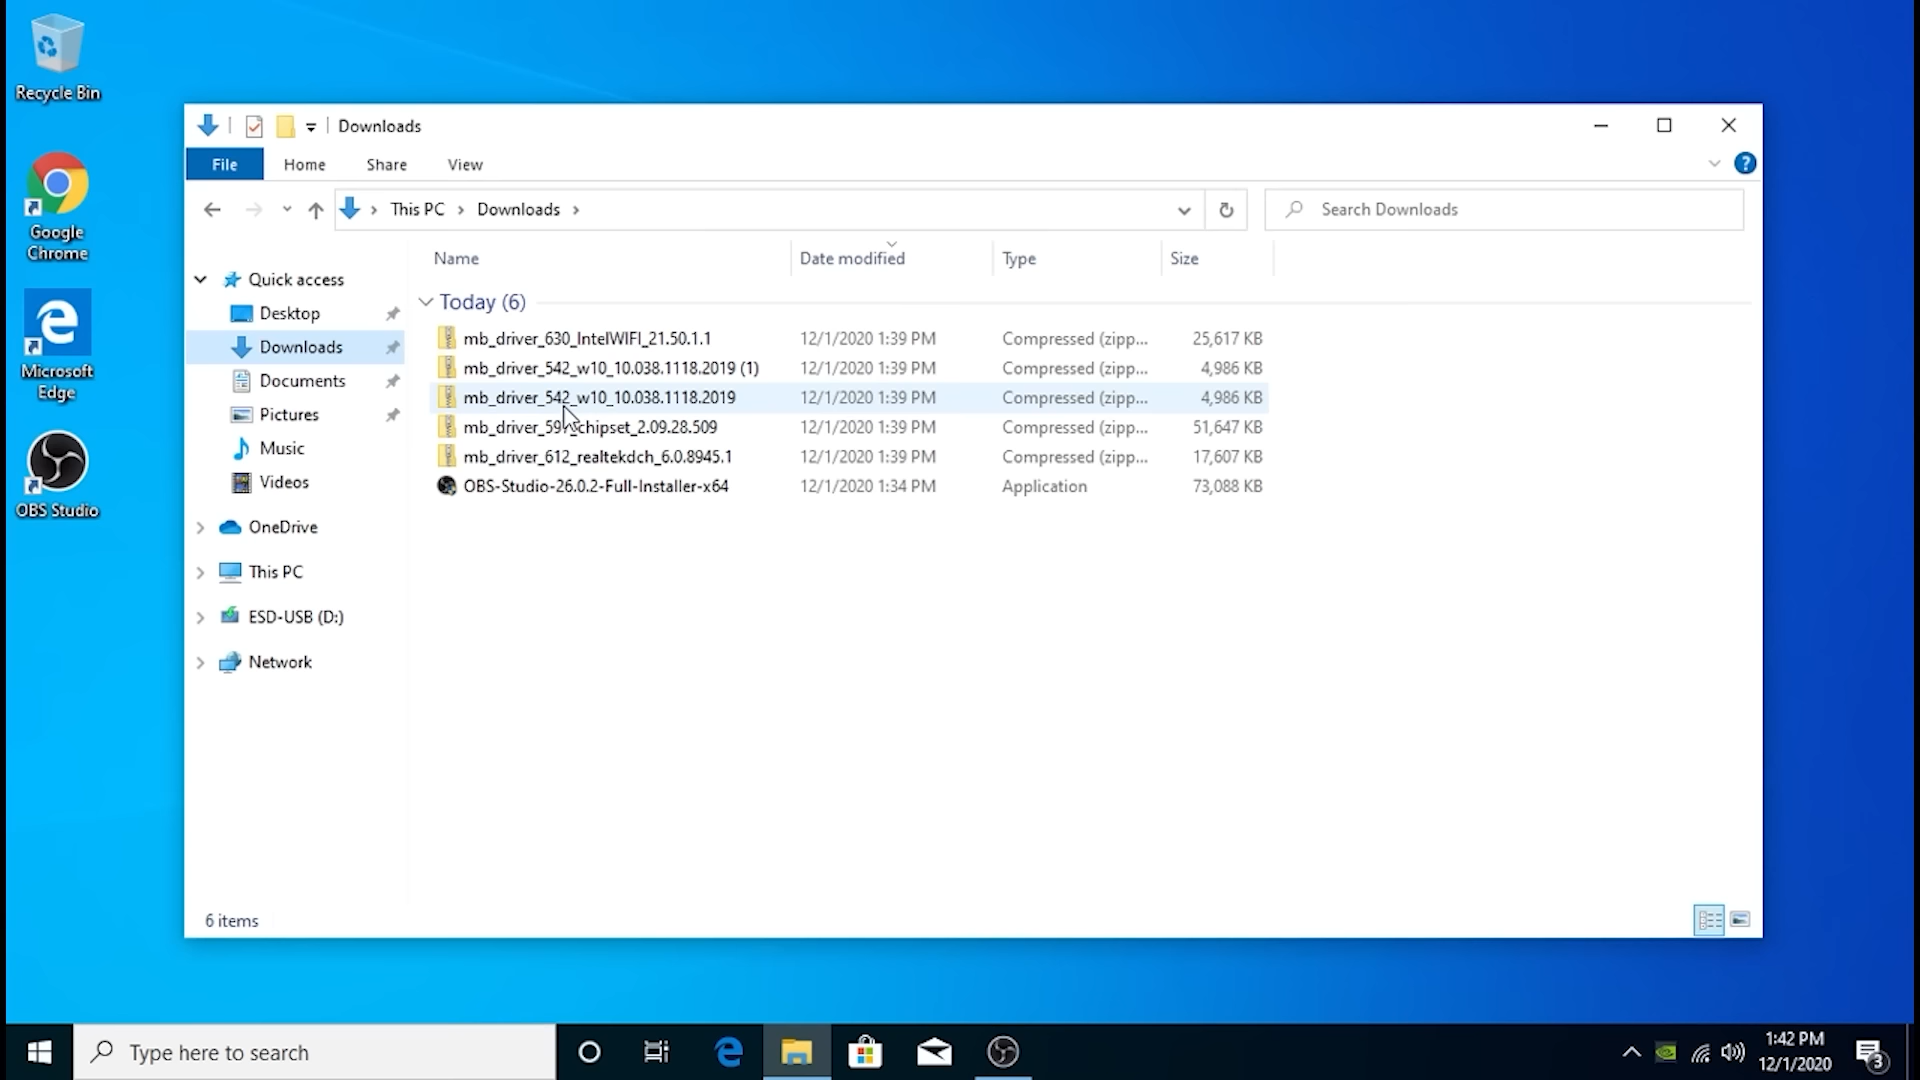 Recycle Bin
Google
Chrome
Microsoft
Edge
OBS Studio
Downloads
File Home Share View
This PC Downloads
Search Downloads
Name Date modified Type Size
Quick access
Desktop
Downloads
Documents
Pictures
Music
Videos
OneDrive
This PC
ESD-USB (D:)
Network
Today (6)
mb_driver_630_IntelWIFI_21.50.1.1 12/1/2020 1:39 PM Compressed (zipp... 25,617 KB
mb_driver_542_w10_10.038.1118.2019 (1) 12/1/2020 1:39 PM Compressed (zipp... 4,986 KB
mb_driver_542_w10_10.038.1118.2019 12/1/2020 1:39 PM Compressed (zipp... 4,986 KB
12/1/2020 1:39 PM Compressed (zipp... 51,647 KB
mb_driver_612_realtekdch_6.0.8945.1 12/1/2020 1:39 PM Compressed (zipp... 17,607 KB
OBS-Studio-26.0.2-Full-Installer-x64 12/1/2020 1:34 PM Application 73,088 KB
6 items
Type here to search
1:42 PM
12/1/2020
3